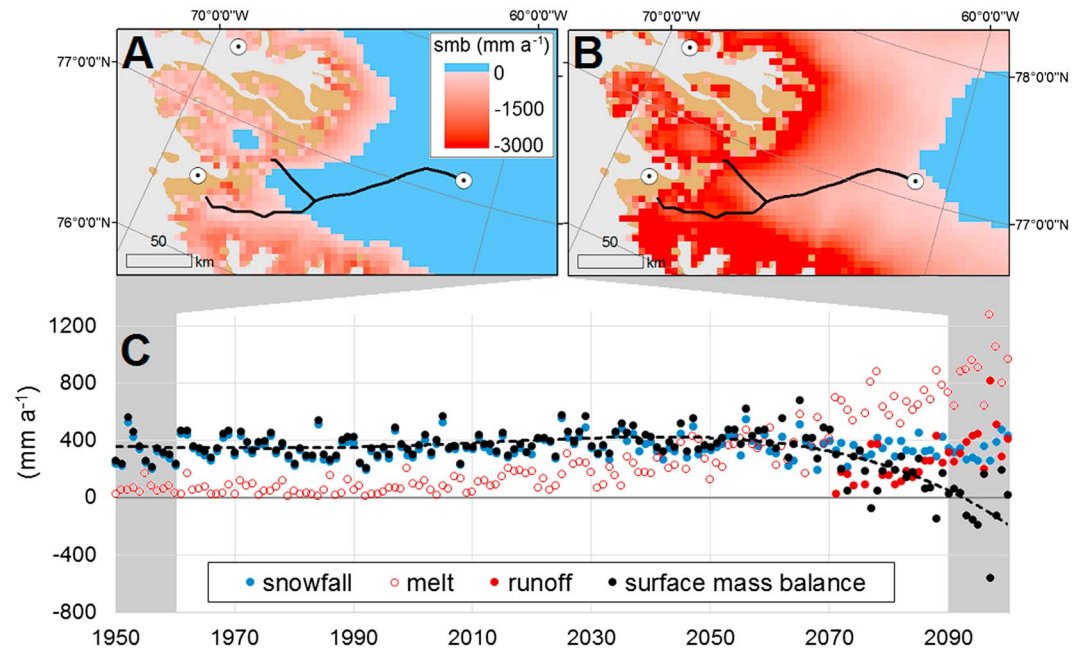 70°0'0"W 60°0'0"W 70°0'0"W 60°0'0"W
A smb (mm a⁻¹) B
77°0'0"N 0 78°0'0"N
-1500
-3000
76°0'0"N 77°0'0"N
50 50
km km
C
(mm a⁻¹)
1200
800
400
0
-400
snowfall melt runoff surface mass balance
-800
1950 1970 1990 2010 2030 2050 2070 2090